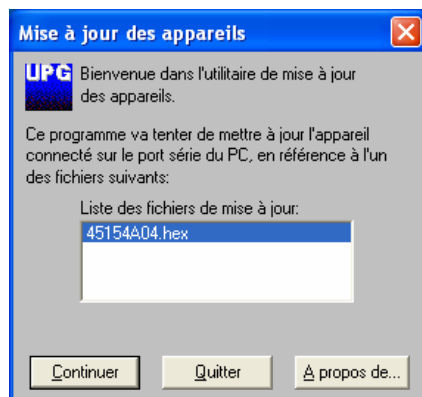 Mise à jour des appareils
UPG
Bienvenue dans l'utilitaire de mise à jour
des appareils.
Ce programme va tenter de mettre à jour l'appareil
connecté sur le port série du PC, en référence à l'un
des fichiers suivants:
Liste des fichiers de mise à jour:
45154A04.hex
Continuer
Quitter
A propos de...